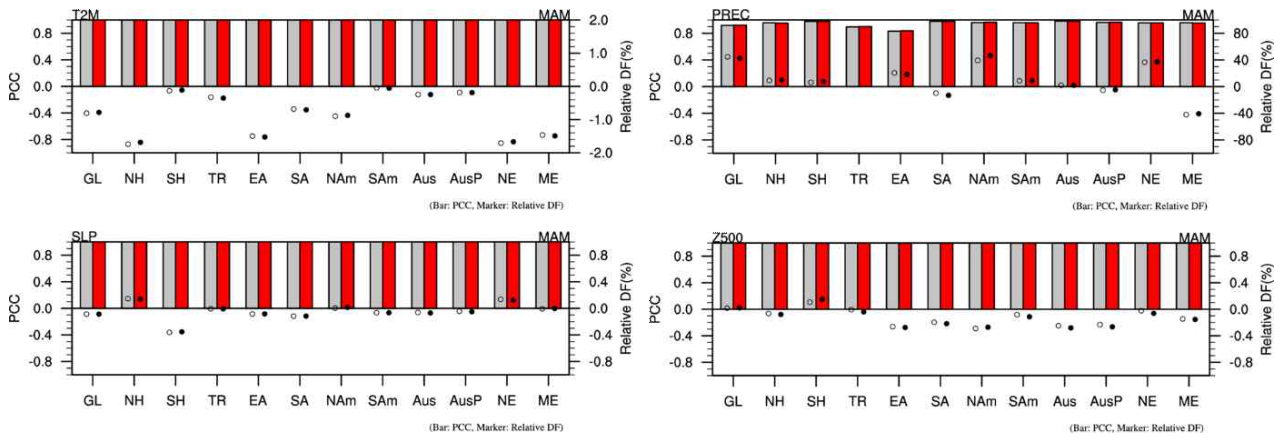 T2M MAM
0.8 2.0
0.4 1.0
0.0 0.0
-0.4 -1.0
-0.8 -2.0
PCC
Relative DF(%)
GL NH SH TR EA SA NAm SAm Aus AusP NE ME
(Bar: PCC, Marker: Relative DF)
PREC MAM
0.8 80
0.4 40
0.0 0
-0.4 -40
-0.8 -80
PCC
Relative DF(%)
GL NH SH TR EA SA NAm SAm Aus AusP NE ME
(Bar: PCC, Marker: Relative DF)
SLP MAM
0.8 0.8
0.4 0.4
0.0 0.0
-0.4 -0.4
-0.8 -0.8
PCC
Relative DF(%)
GL NH SH TR EA SA NAm SAm Aus AusP NE ME
(Bar: PCC, Marker: Relative DF)
Z500 MAM
0.8 0.8
0.4 0.4
0.0 0.0
-0.4 -0.4
-0.8 -0.8
PCC
Relative DF(%)
GL NH SH TR EA SA NAm SAm Aus AusP NE ME
(Bar: PCC, Marker: Relative DF)